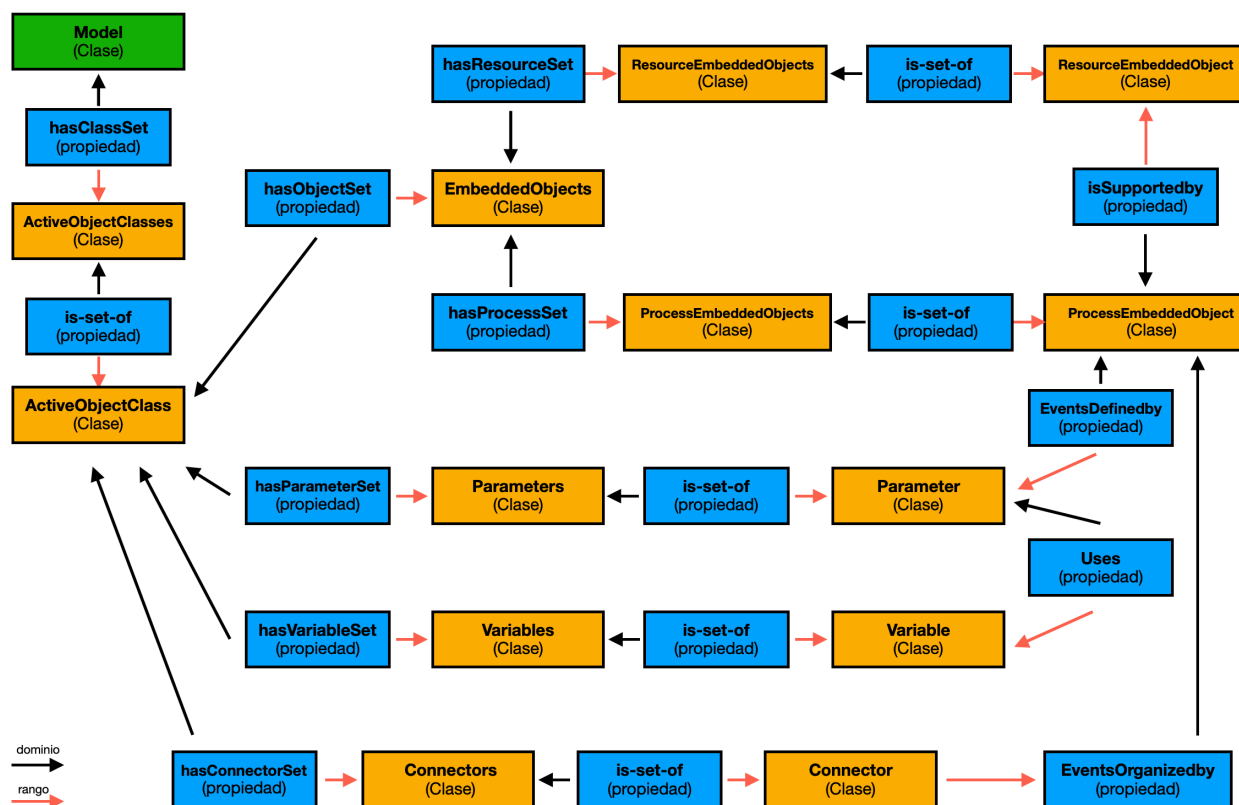 Model
(Clase)
hasClassSet
(propiedad)
ActiveObjectClasses
(Clase)
is-set-of
(propiedad)
ActiveObjectClass
(Clase)
hasResourceSet
(propiedad)
ResourceEmbeddedObjects
(Clase)
is-set-of
(propiedad)
ResourceEmbeddedObject
(Clase)
hasObjectSet
(propiedad)
EmbeddedObjects
(Clase)
isSupportedby
(propiedad)
hasProcessSet
(propiedad)
ProcessEmbeddedObjects
(Clase)
is-set-of
(propiedad)
ProcessEmbeddedObject
(Clase)
EventsDefinedby
(propiedad)
hasParameterSet
(propiedad)
Parameters
(Clase)
is-set-of
(propiedad)
Parameter
(Clase)
Uses
(propiedad)
hasVariableSet
(propiedad)
Variables
(Clase)
is-set-of
(propiedad)
Variable
(Clase)
dominio
rango
hasConnectorSet
(propiedad)
Connectors
(Clase)
is-set-of
(propiedad)
Connector
(Clase)
EventsOrganizedby
(propiedad)